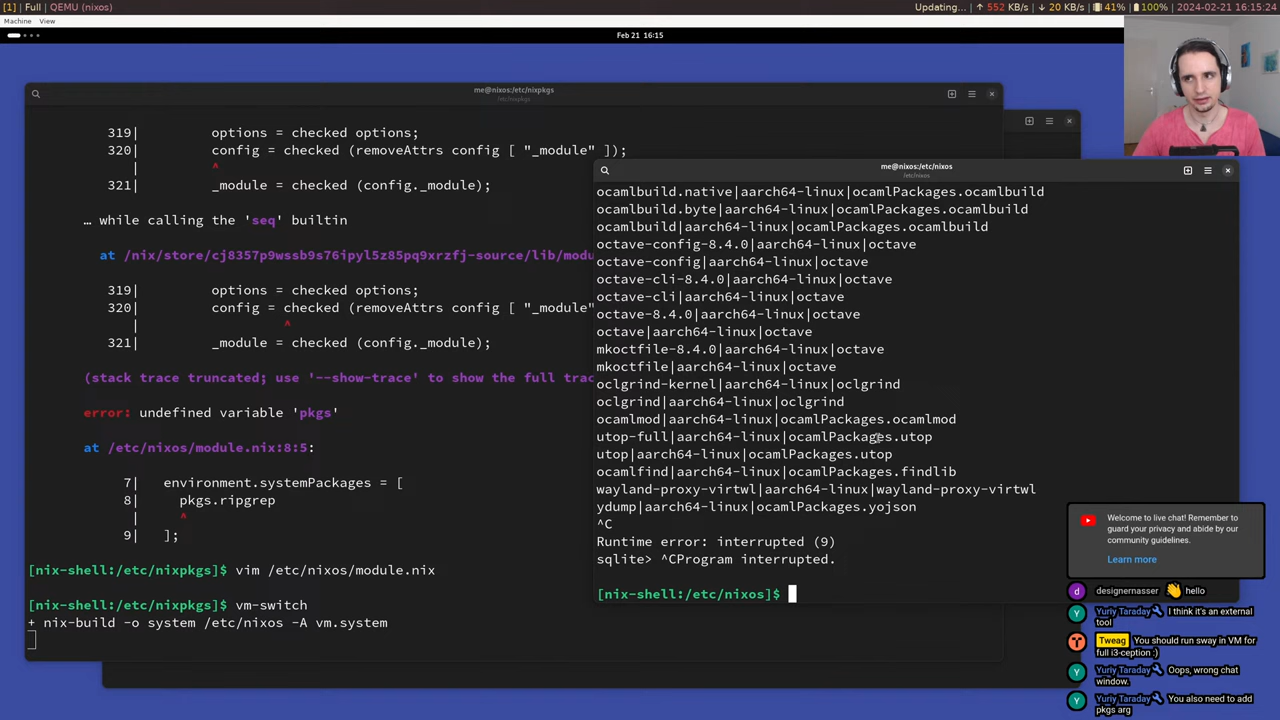 [1] | Full | QEMU (nixos)
Updating... | ↑ 552 KB/s | ↓ 20 KB/s | 41% | 100% | 2024-02-21 16:15:24
Machine View
Feb 21 16:15
me@nixos:/etc/nixpkgs
/etc/nixpkgs
319| options = checked options;
320| config = checked (removeAttrs config [ "_module" ]);
| ^
321| _module = checked (config._module);
… while calling the 'seq' builtin
at /nix/store/cj8357p9wssb9s76ipyl5z85pq9xrzfj-source/lib/modu
319| options = checked options;
320| config = checked (removeAttrs config [ "_module"
| ^
321| _module = checked (config._module);
(stack trace truncated; use '--show-trace' to show the full trac
error: undefined variable 'pkgs'
at /etc/nixos/module.nix:8:5:
7| environment.systemPackages = [
8| pkgs.ripgrep
| ^
9| ];
[nix-shell:/etc/nixpkgs]$ vim /etc/nixos/module.nix
[nix-shell:/etc/nixpkgs]$ vm-switch
+ nix-build -o system /etc/nixos -A vm.system
me@nixos:/etc/nixos
/etc/nixos
ocamlbuild.native|aarch64-linux|ocamlPackages.ocamlbuild
ocamlbuild.byte|aarch64-linux|ocamlPackages.ocamlbuild
ocamlbuild|aarch64-linux|ocamlPackages.ocamlbuild
octave-config-8.4.0|aarch64-linux|octave
octave-config|aarch64-linux|octave
octave-cli-8.4.0|aarch64-linux|octave
octave-cli|aarch64-linux|octave
octave-8.4.0|aarch64-linux|octave
octave|aarch64-linux|octave
mkoctfile-8.4.0|aarch64-linux|octave
mkoctfile|aarch64-linux|octave
oclgrind-kernel|aarch64-linux|oclgrind
oclgrind|aarch64-linux|oclgrind
ocamlmod|aarch64-linux|ocamlPackages.ocamlmod
utop-full|aarch64-linux|ocamlPackages.utop
utop|aarch64-linux|ocamlPackages.utop
ocamlfind|aarch64-linux|ocamlPackages.findlib
wayland-proxy-virtwl|aarch64-linux|wayland-proxy-virtwl
ydump|aarch64-linux|ocamlPackages.yojson
^C
Runtime error: interrupted (9)
sqlite> ^CProgram interrupted.
[nix-shell:/etc/nixos]$
Welcome to live chat! Remember to
guard your privacy and abide by our
community guidelines.
Learn more
d designernasser 👋 hello
Y Yuriy Taraday🔧 I think it's an external
tool
Tweag You should run sway in VM for
full i3-ception :)
Y Yuriy Taraday🔧 Oops, wrong chat
window.
Y Yuriy Taraday🔧 You also need to add
pkgs arg